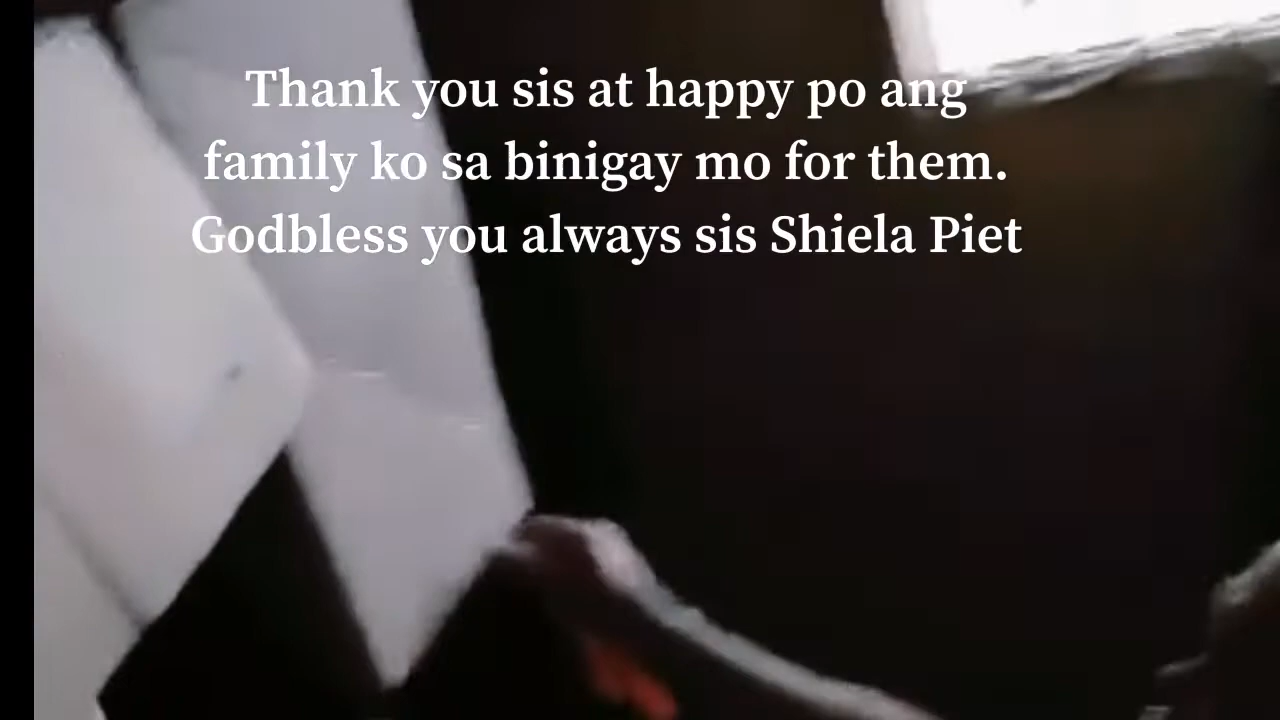 Thank you sis at happy po ang
family ko sa binigay mo for them.
Godbless you always sis Shiela Piet